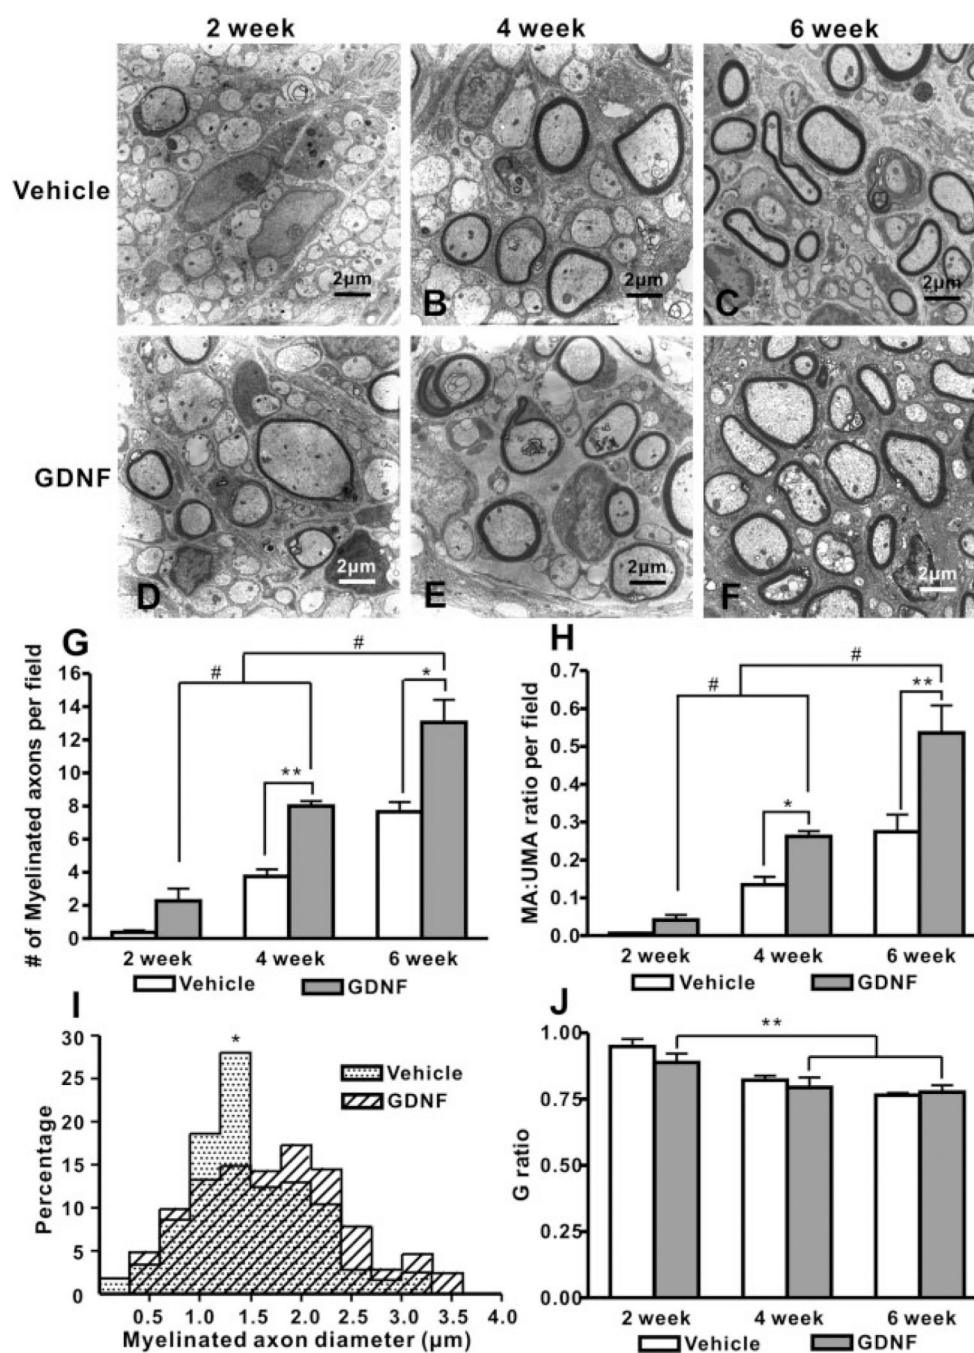 2 week 4 week 6 week
Vehicle
2μm
B 2μm
C 2μm
GDNF
D 2μm
E 2μm
F 2μm
G
# of Myelinated axons per field
16
14
12
10
8
6
4
2
0
#
#
**
*
2 week 4 week 6 week
Vehicle GDNF
H
MA:UMA ratio per field
0.7
0.6
0.5
0.4
0.3
0.2
0.1
0.0
#
#
*
**
2 week 4 week 6 week
Vehicle GDNF
I
Percentage
30
25
20
15
10
5
0
*
Vehicle
GDNF
0.5 1.0 1.5 2.0 2.5 3.0 3.5 4.0
Myelinated axon diameter (μm)
J
G ratio
1.00
0.75
0.50
0.25
0.00
**
2 week 4 week 6 week
Vehicle GDNF